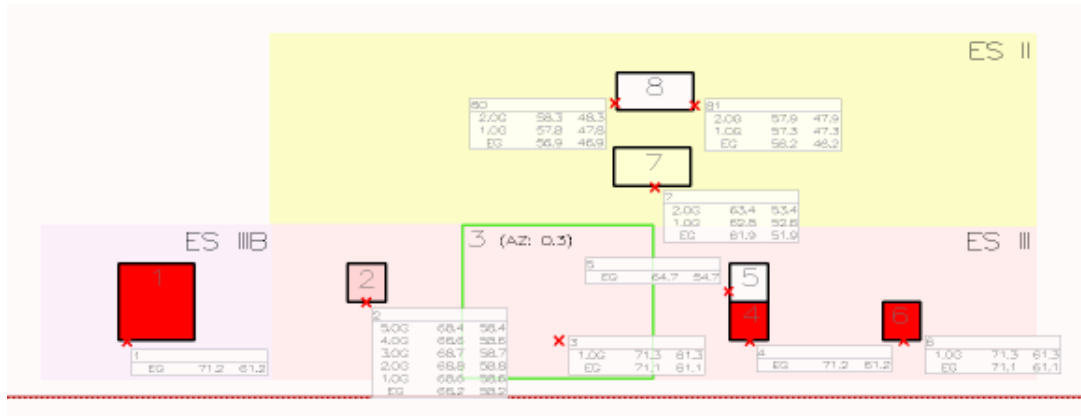 ES II
8
80
2.OG 58.3 48.3
1.OG 57.8 47.8
EG 56.9 46.9
81
2.OG 57.9 47.9
1.OG 57.3 47.3
EG 56.2 46.2
7
7
2.OG 63.4 53.4
1.OG 62.8 52.8
EG 61.9 51.9
ES IIIB
3 (AZ: 0.3)
ES III
1
2
5
EG 64.7 54.7
5
4
6
2
5.OG 68.4 58.4
4.OG 68.6 58.6
3.OG 68.7 58.7
2.OG 68.8 58.8
1.OG 68.6 58.6
EG 68.2 58.2
1
EG 71.2 61.2
3
1.OG 71.3 61.3
EG 71.1 61.1
4
EG 71.2 61.2
6
1.OG 71.3 61.3
EG 71.1 61.1